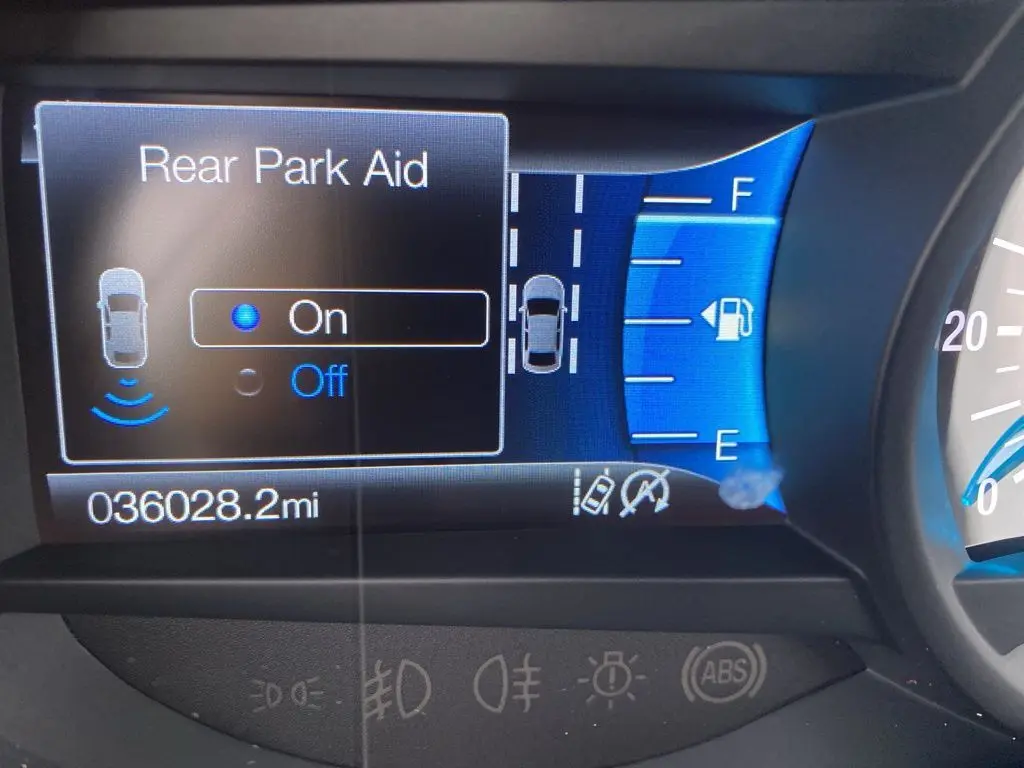 Rear Park Aid
On
Off
F
E
036028.2mi
20
0
ABS